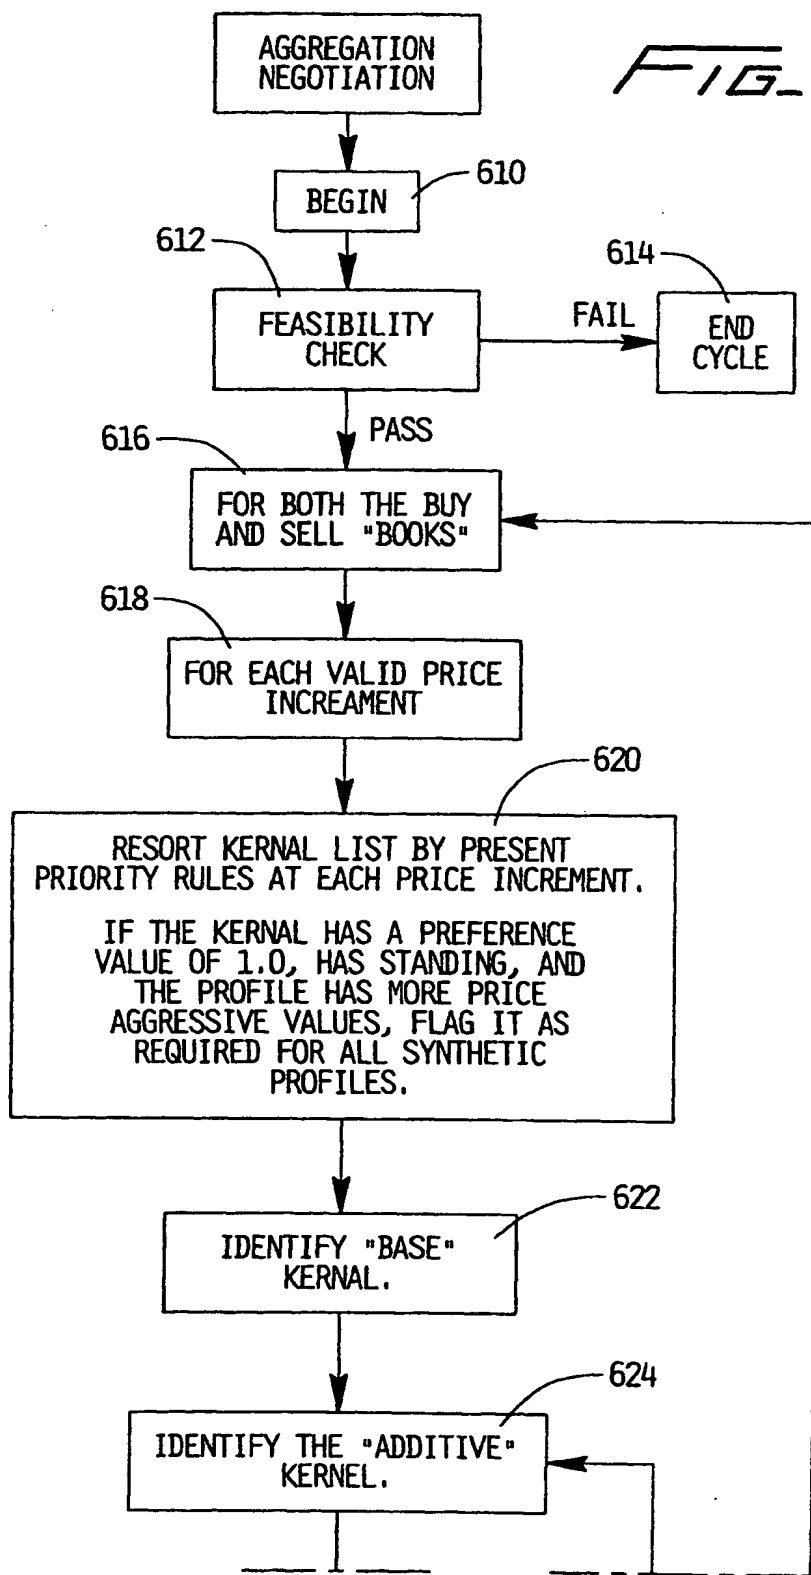 AGGREGATION
NEGOTIATION
FIG.
BEGIN
610
612
FEASIBILITY
CHECK
FAIL
614
END
CYCLE
PASS
616
FOR BOTH THE BUY
AND SELL "BOOKS"
618
FOR EACH VALID PRICE
INCREAMENT
620
RESORT KERNAL LIST BY PRESENT
PRIORITY RULES AT EACH PRICE INCREMENT.
IF THE KERNAL HAS A PREFERENCE
VALUE OF 1.0, HAS STANDING, AND
THE PROFILE HAS MORE PRICE
AGGRESSIVE VALUES, FLAG IT AS
REQUIRED FOR ALL SYNTHETIC
PROFILES.
622
IDENTIFY "BASE"
KERNAL.
624
IDENTIFY THE "ADDITIVE"
KERNEL.